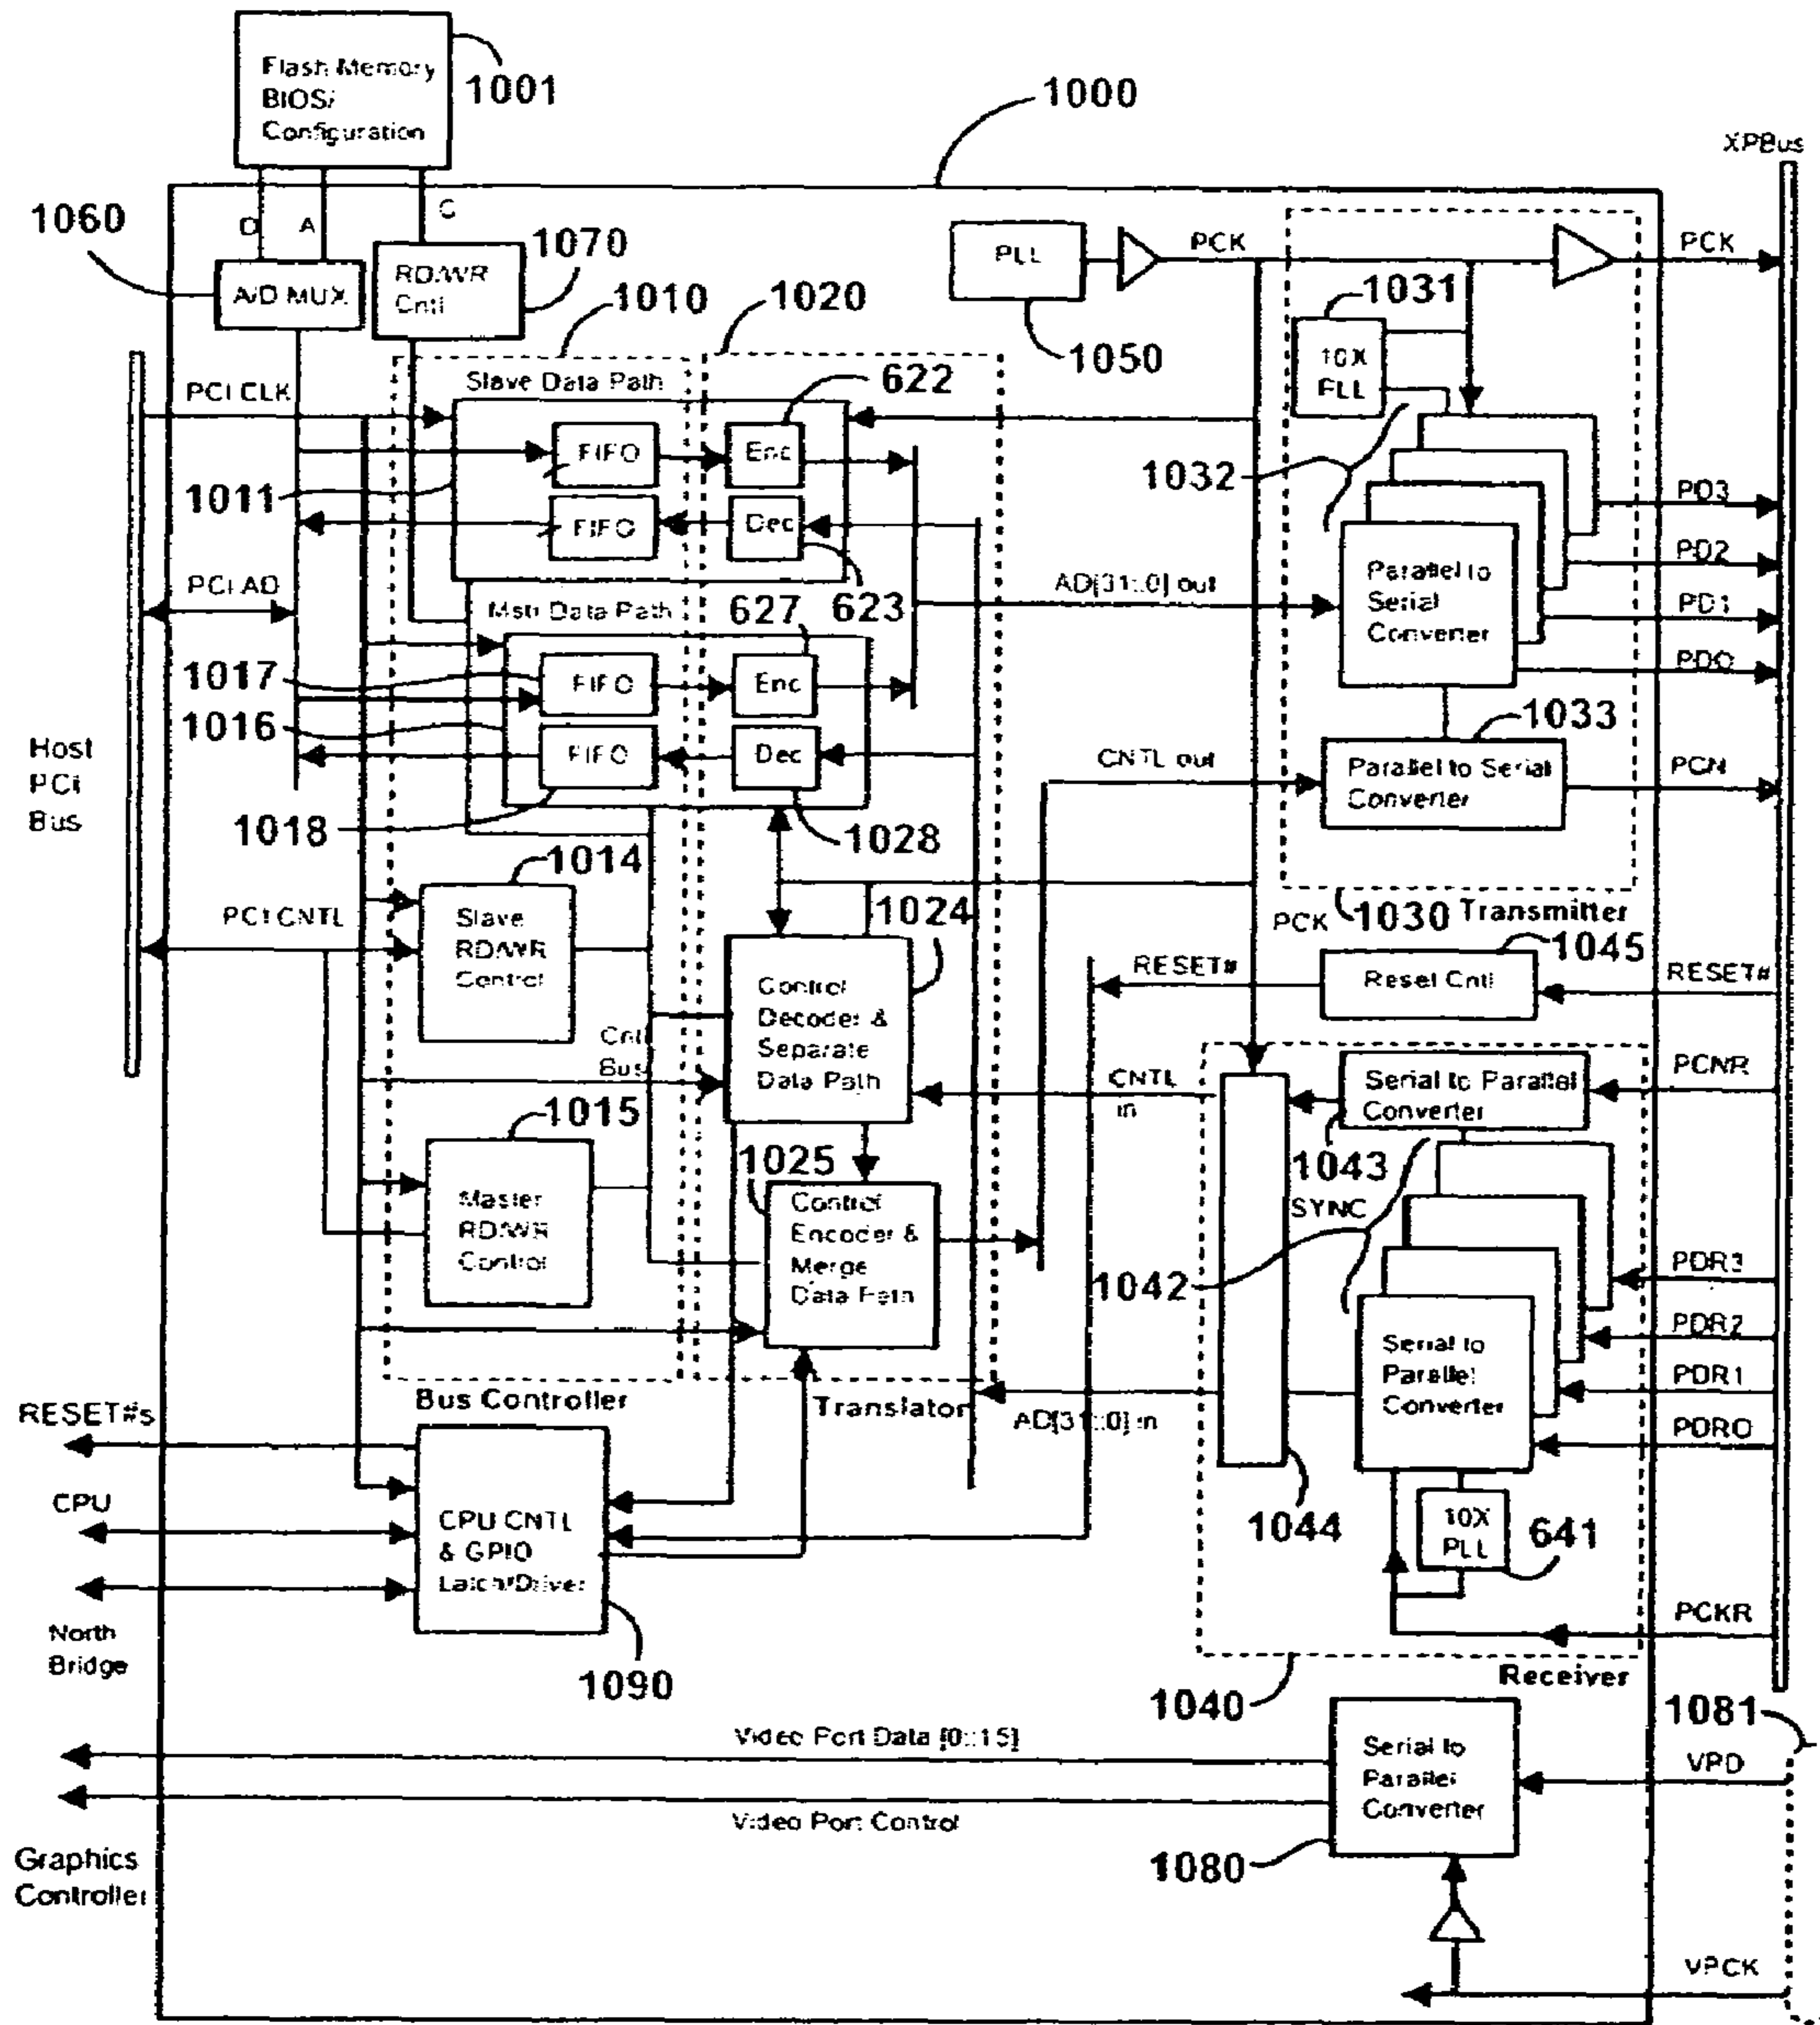 Flash Memory
BIOS/
Configuration
1001
1000
XPBus
1060
D
A
C
1070
A/D MUX
RD/WR
Cntl
1010
1020
PLL
PCK
PCK
1050
1031
10X
PLL
PCI CLK
Slave Data Path
622
FIFO
Enc
1011
FIFO
Dec
1032
PD3
PD2
PCI AD
Mstr Data Path
627
623
AD[31::0] out
Parallel to
Serial
Converter
PD1
PD0
1017
FIFO
Enc
1016
FIFO
Dec
Host
PCI
Bus
1018
1028
CNTL out
1033
Parallel to Serial
Converter
PCN
1014
PCI CNTL
Slave
RD/WR
Control
1024
PCK
1030
Transmitter
1045
RESET#
Reset Cntl
RESET#
Control
Decoder &
Separate
Data Path
Cntl
Bus
CNTL
in
Serial to Parallel
Converter
PCNR
1015
1025
1043
Master
RD/WR
Control
Control
Encoder &
Merge
Data Path
SYNC
1042
PDR3
PDR2
Serial to
Parallel
Converter
PDR1
PDR0
Bus Controller
Translator
AD[31::0] in
RESET#s
CPU
CPU CNTL
& GPIO
Latch/Driver
1044
10X
PLL
641
North
Bridge
1090
PCKR
Receiver
1040
1081
Video Port Data [0::15]
Serial to
Parallel
Converter
VPD
Video Port Control
Graphics
Controller
1080
VPCK